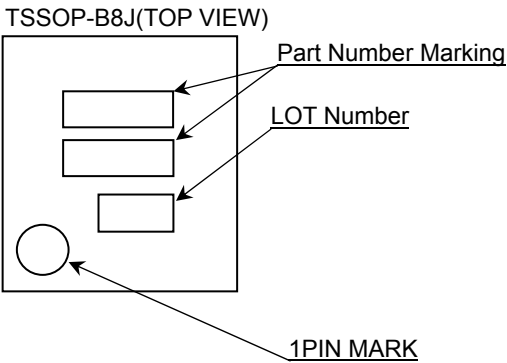 TSSOP-B8J(TOP VIEW)
Part Number Marking
LOT Number
1PIN MARK